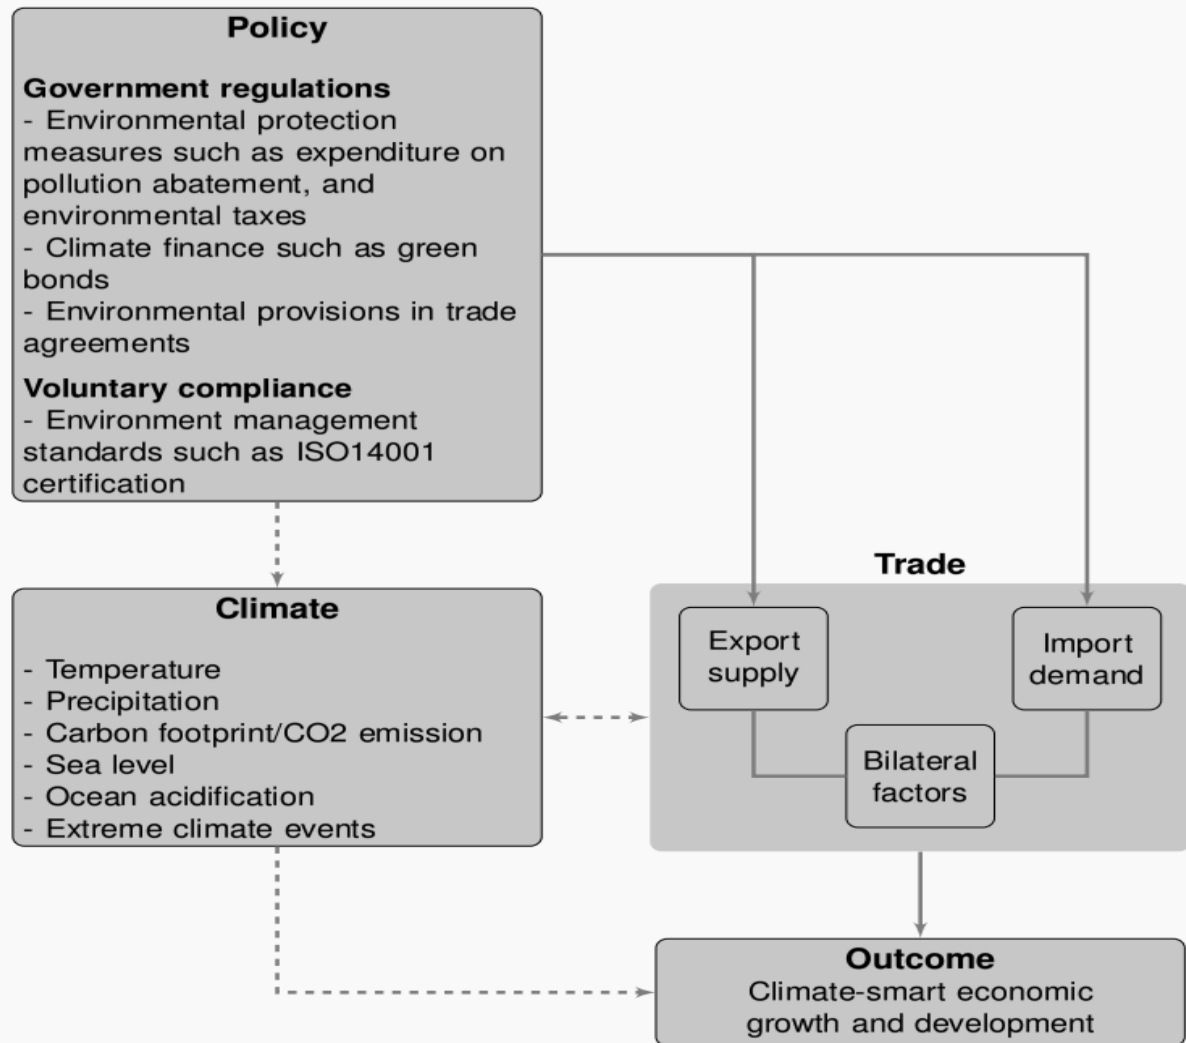 Policy
Government regulations
- Environmental protection
measures such as expenditure on
pollution abatement, and
environmental taxes
- Climate finance such as green
bonds
- Environmental provisions in trade
agreements
Voluntary compliance
- Environment management
standards such as ISO14001
certification
Climate
- Temperature
- Precipitation
- Carbon footprint/CO2 emission
- Sea level
- Ocean acidification
- Extreme climate events
Trade
Export
supply
Import
demand
Bilateral
factors
Outcome
Climate-smart economic
growth and development